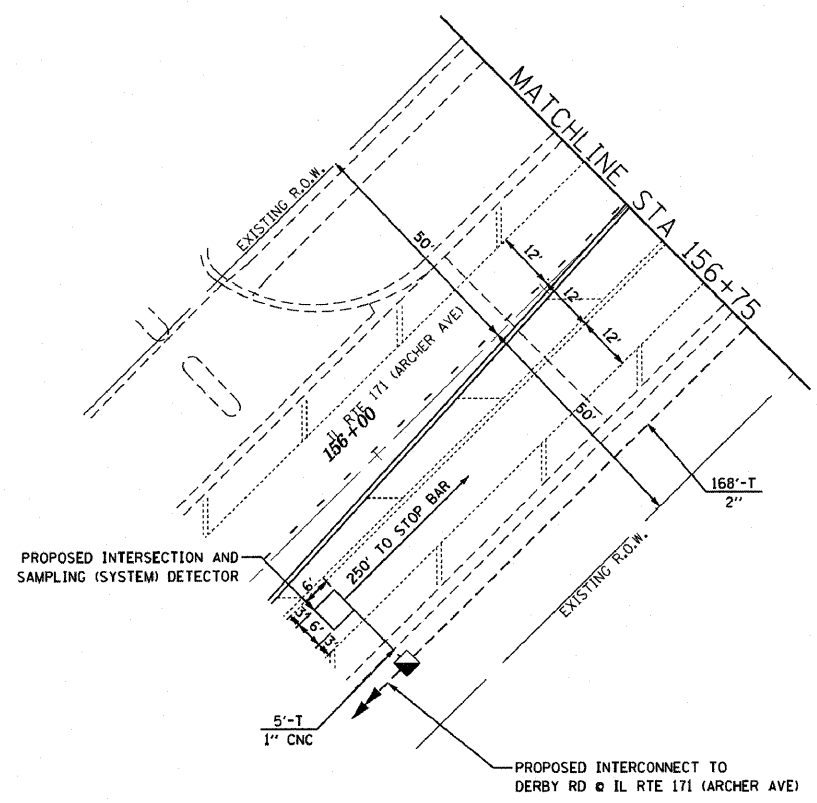 MATCHLINE STA 156+75
EXISTING R.O.W.
50'
12'
12'
12'
IL RTE 171 (ARCHER AVE)
156+00
50'
168'-T
2"
250' TO STOP BAR
PROPOSED INTERSECTION AND
SAMPLING (SYSTEM) DETECTOR
6'
3'
6'
3'
EXISTING R.O.W.
5'-T
1" CNC
PROPOSED INTERCONNECT TO
DERBY RD @ IL RTE 171 (ARCHER AVE)